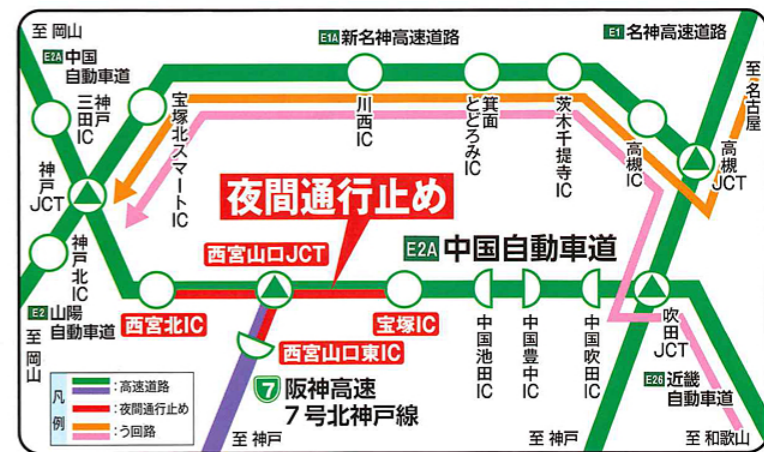 至岡山
E2A 中国
自動車道
E1A 新名神高速道路
E1 名神高速道路
至名古屋
神戸
三田IC
宝塚北スマートIC
川西IC
箕面
とどろみIC
茨木千提寺IC
高槻IC
高槻
JCT
神戸
JCT
神戸北IC
夜間通行止め
西宮山口JCT
E2A 中国自動車道
西宮北IC
宝塚IC
西宮山口東IC
中国池田IC
中国豊中IC
中国吹田IC
吹田
JCT
E2 山陽
自動車道
至岡山
7 阪神高速
7号北神戸線
E26 近畿
自動車道
凡例
:高速道路
:夜間通行止め
:う回路
至神戸
至神戸
至和歌山